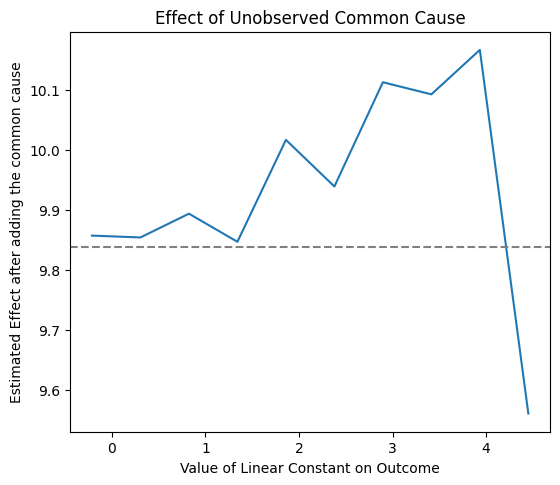 Effect of Unobserved Common Cause
Estimated Effect after adding the common cause
10.1
10.0
9.9
9.8
9.7
9.6
0 1 2 3 4
Value of Linear Constant on Outcome